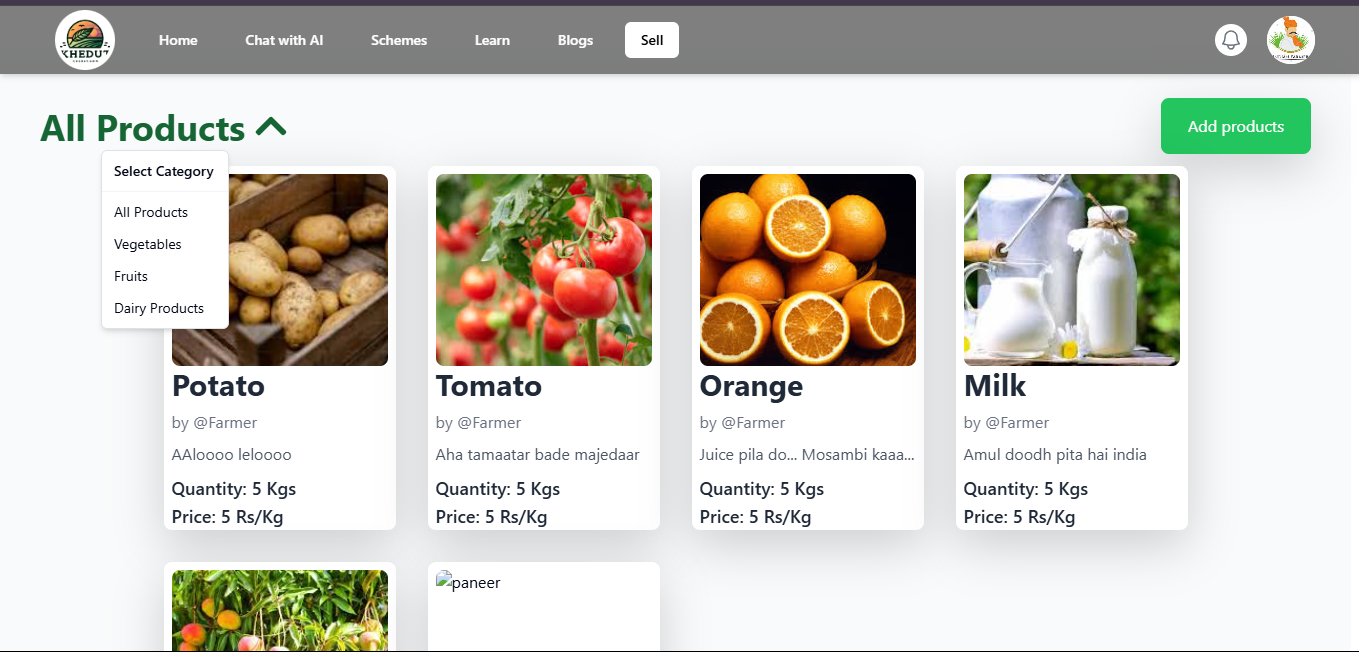 KHEDUT
Home
Chat with AI
Schemes
Learn
Blogs
Sell
All Products
Add products
Select Category
All Products
Vegetables
Fruits
Dairy Products
Potato
by @Farmer
AAloooo leloooo
Quantity: 5 Kgs
Price: 5 Rs/Kg
Tomato
by @Farmer
Aha tamaatar bade majedaar
Quantity: 5 Kgs
Price: 5 Rs/Kg
Orange
by @Farmer
Juice pila do... Mosambi kaaa...
Quantity: 5 Kgs
Price: 5 Rs/Kg
Milk
by @Farmer
Amul doodh pita hai india
Quantity: 5 Kgs
Price: 5 Rs/Kg
paneer